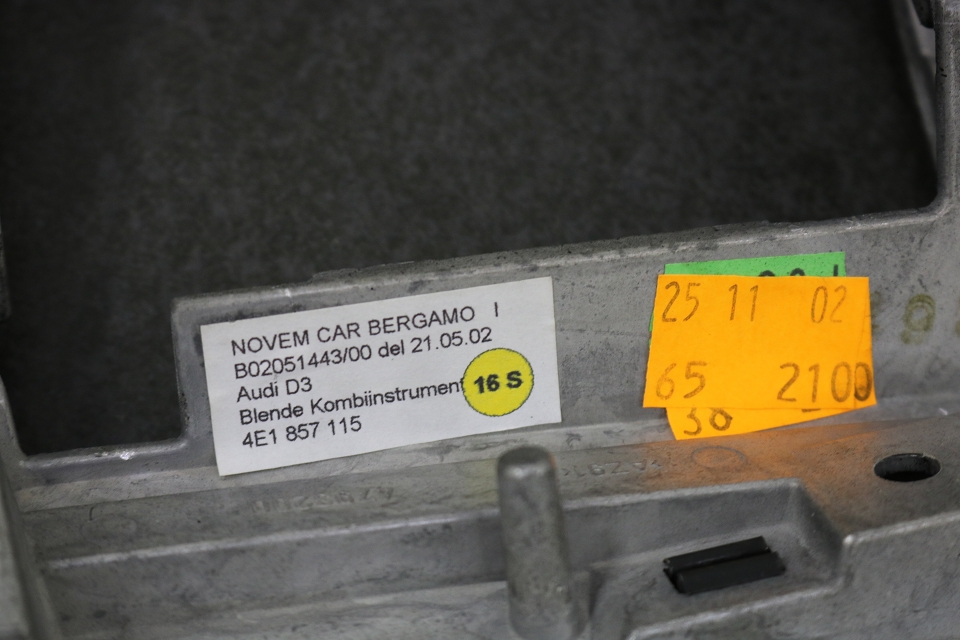 NOVEM CAR BERGAMO I
B02051443/00 del 21.05.02
Audi D3
Blende Kombiinstrument
4E1 857 115
16 S
25 11 02
65 2100
38